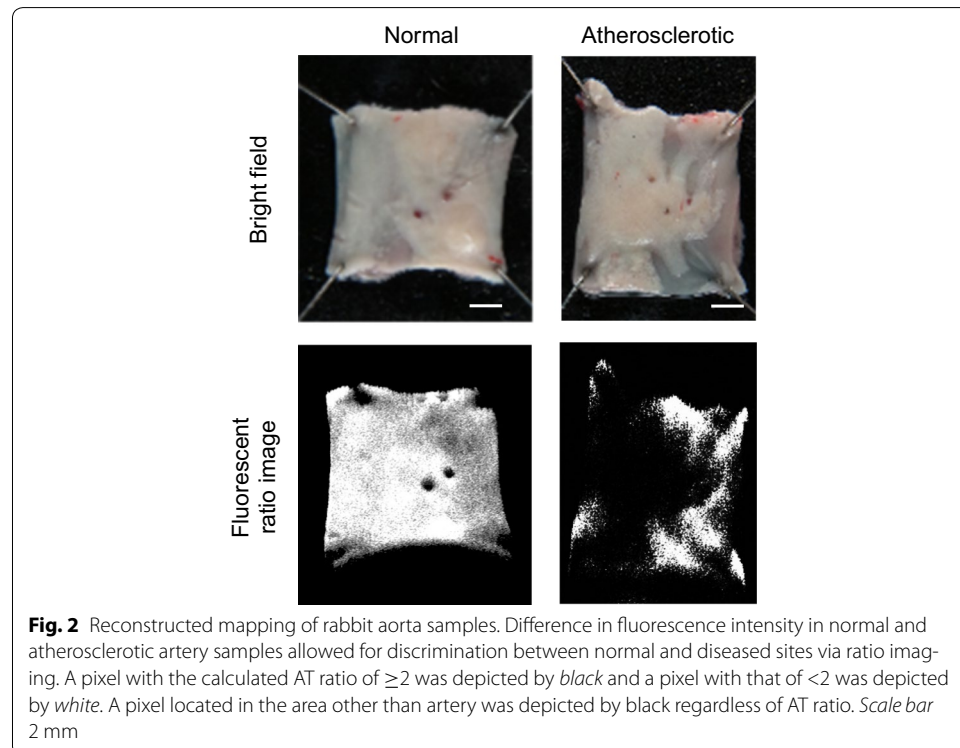 Normal
Atherosclerotic
Bright field
Fluorescent
ratio image
Fig. 2 Reconstructed mapping of rabbit aorta samples. Difference in fluorescence intensity in normal and
atherosclerotic artery samples allowed for discrimination between normal and diseased sites via ratio imag-
ing. A pixel with the calculated AT ratio of ≥2 was depicted by black and a pixel with that of <2 was depicted
by white. A pixel located in the area other than artery was depicted by black regardless of AT ratio. Scale bar
2 mm